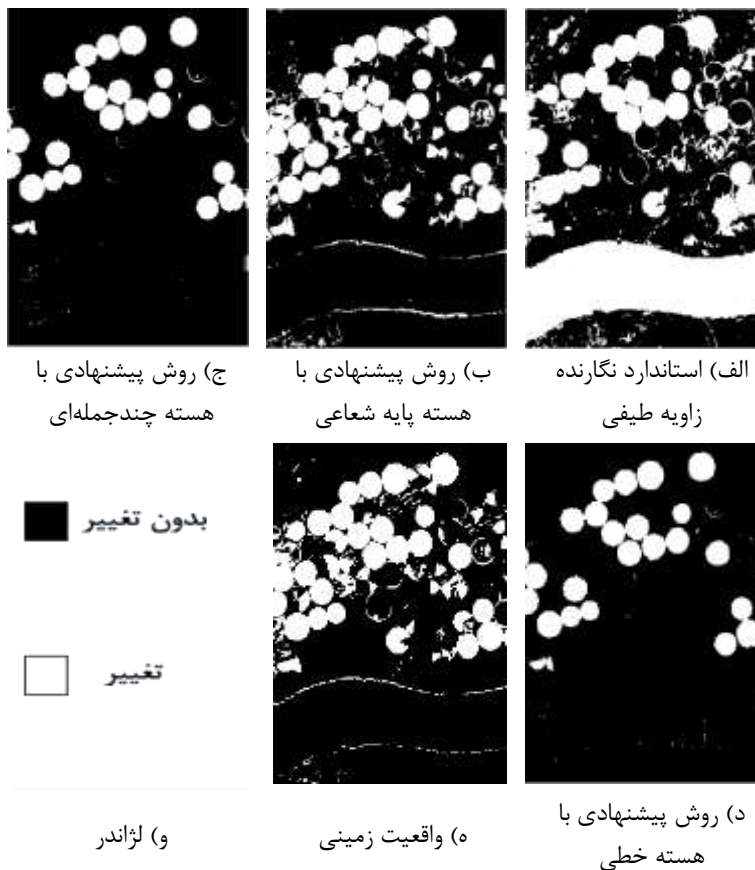 الف) استاندارد نگارنده
زاویه طیفی
ب) روش پیشنهادی با
هسته پایه شعاعی
ج) روش پیشنهادی با
هسته چندجمله‌ای
بدون تغییر
تغییر
د) روش پیشنهادی با
هسته خطی
ه) واقعیت زمینی
و) لژاندر